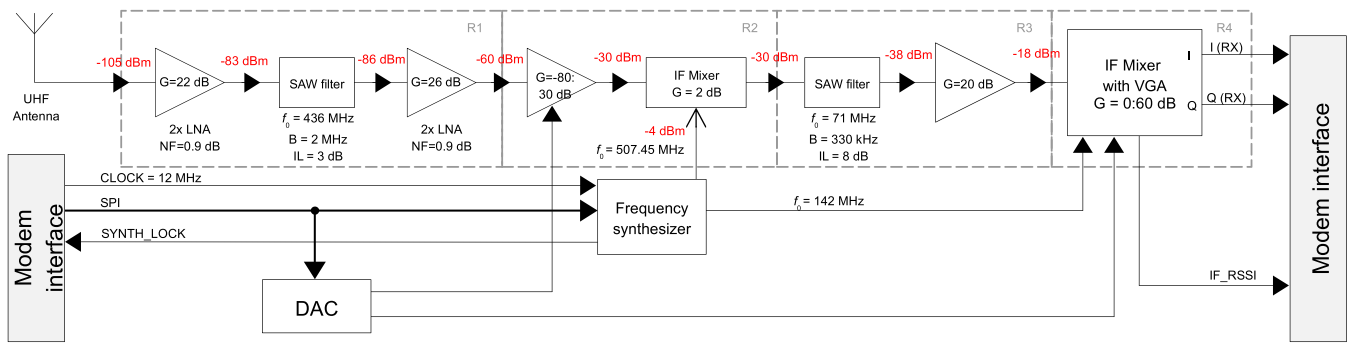 R1
R2
R3
R4
-105 dBm
-83 dBm
-86 dBm
-60 dBm
-30 dBm
-30 dBm
-38 dBm
-18 dBm
G=22 dB
SAW filter
G=26 dB
G=-80:
30 dB
IF Mixer
G = 2 dB
SAW filter
G=20 dB
IF Mixer
with VGA
G = 0:60 dB
I
Q
I (RX)
Q (RX)
UHF
Antenna
2x LNA
NF=0.9 dB
f0 = 436 MHz
B = 2 MHz
IL = 3 dB
2x LNA
NF=0.9 dB
-4 dBm
f0 = 507.45 MHz
f0 = 71 MHz
B = 330 kHz
IL = 8 dB
Modem
interface
CLOCK = 12 MHz
SPI
SYNTH_LOCK
Frequency
synthesizer
f0 = 142 MHz
DAC
IF_RSSI
Modem interface